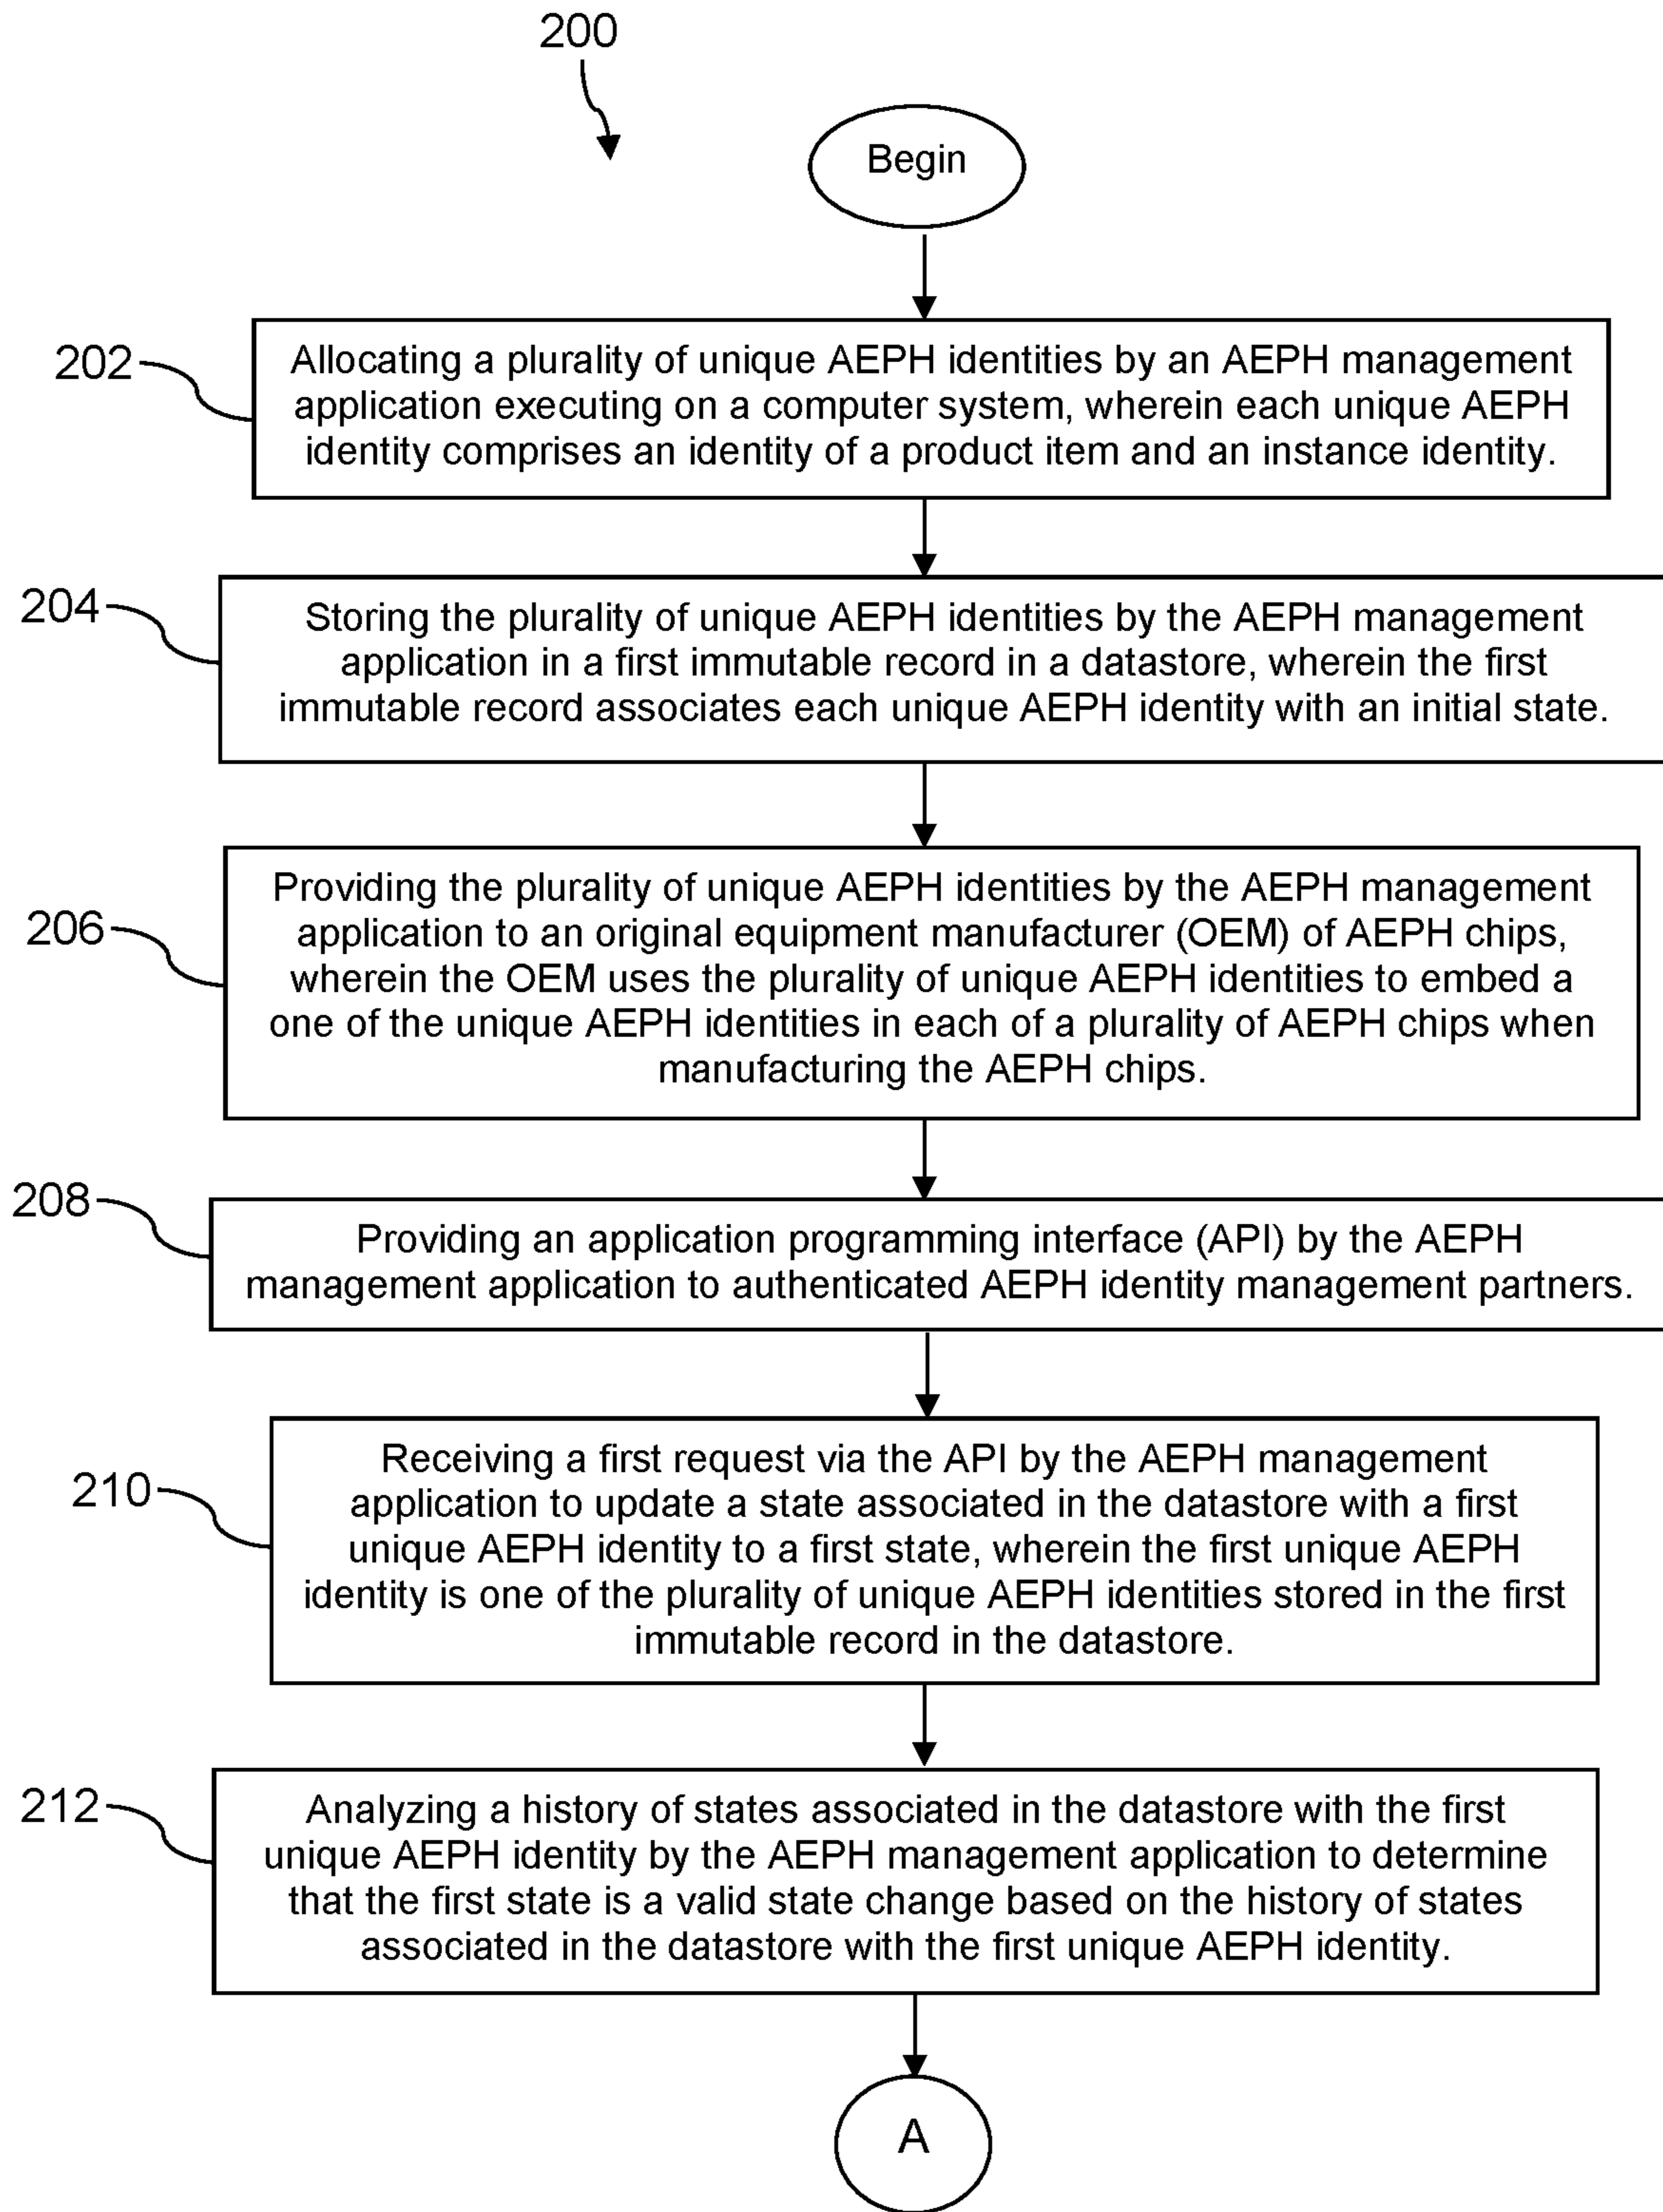 200
Begin
202
Allocating a plurality of unique AEPH identities by an AEPH management
application executing on a computer system, wherein each unique AEPH
identity comprises an identity of a product item and an instance identity.
204
Storing the plurality of unique AEPH identities by the AEPH management
application in a first immutable record in a datastore, wherein the first
immutable record associates each unique AEPH identity with an initial state.
206
Providing the plurality of unique AEPH identities by the AEPH management
application to an original equipment manufacturer (OEM) of AEPH chips,
wherein the OEM uses the plurality of unique AEPH identities to embed a
one of the unique AEPH identities in each of a plurality of AEPH chips when
manufacturing the AEPH chips.
208
Providing an application programming interface (API) by the AEPH
management application to authenticated AEPH identity management partners.
210
Receiving a first request via the API by the AEPH management
application to update a state associated in the datastore with a first
unique AEPH identity to a first state, wherein the first unique AEPH
identity is one of the plurality of unique AEPH identities stored in the first
immutable record in the datastore.
212
Analyzing a history of states associated in the datastore with the first
unique AEPH identity by the AEPH management application to determine
that the first state is a valid state change based on the history of states
associated in the datastore with the first unique AEPH identity.
A